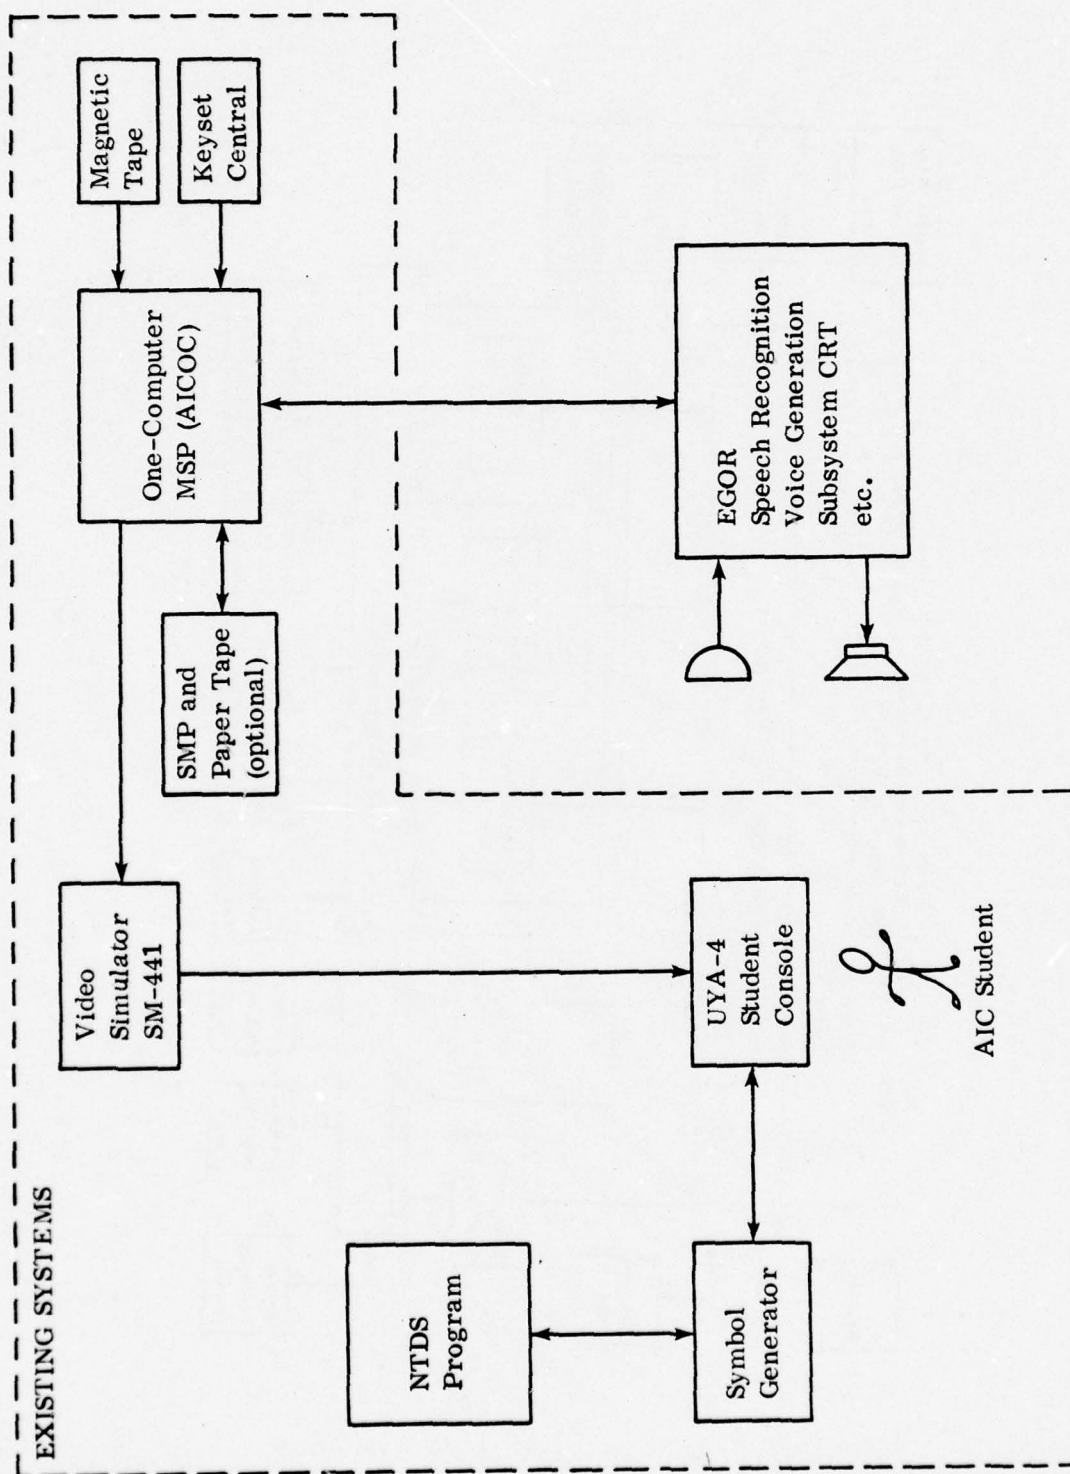 EXISTING SYSTEMS
NTDS
Program
Symbol
Generator
Video
Simulator
SM-441
UYA-4
Student
Console
AIC Student
SMP and
Paper Tape
(optional)
One-Computer
MSP (AICOC)
Magnetic
Tape
Keyset
Central
EGOR
Speech Recognition
Voice Generation
Subsystem CRT
etc.